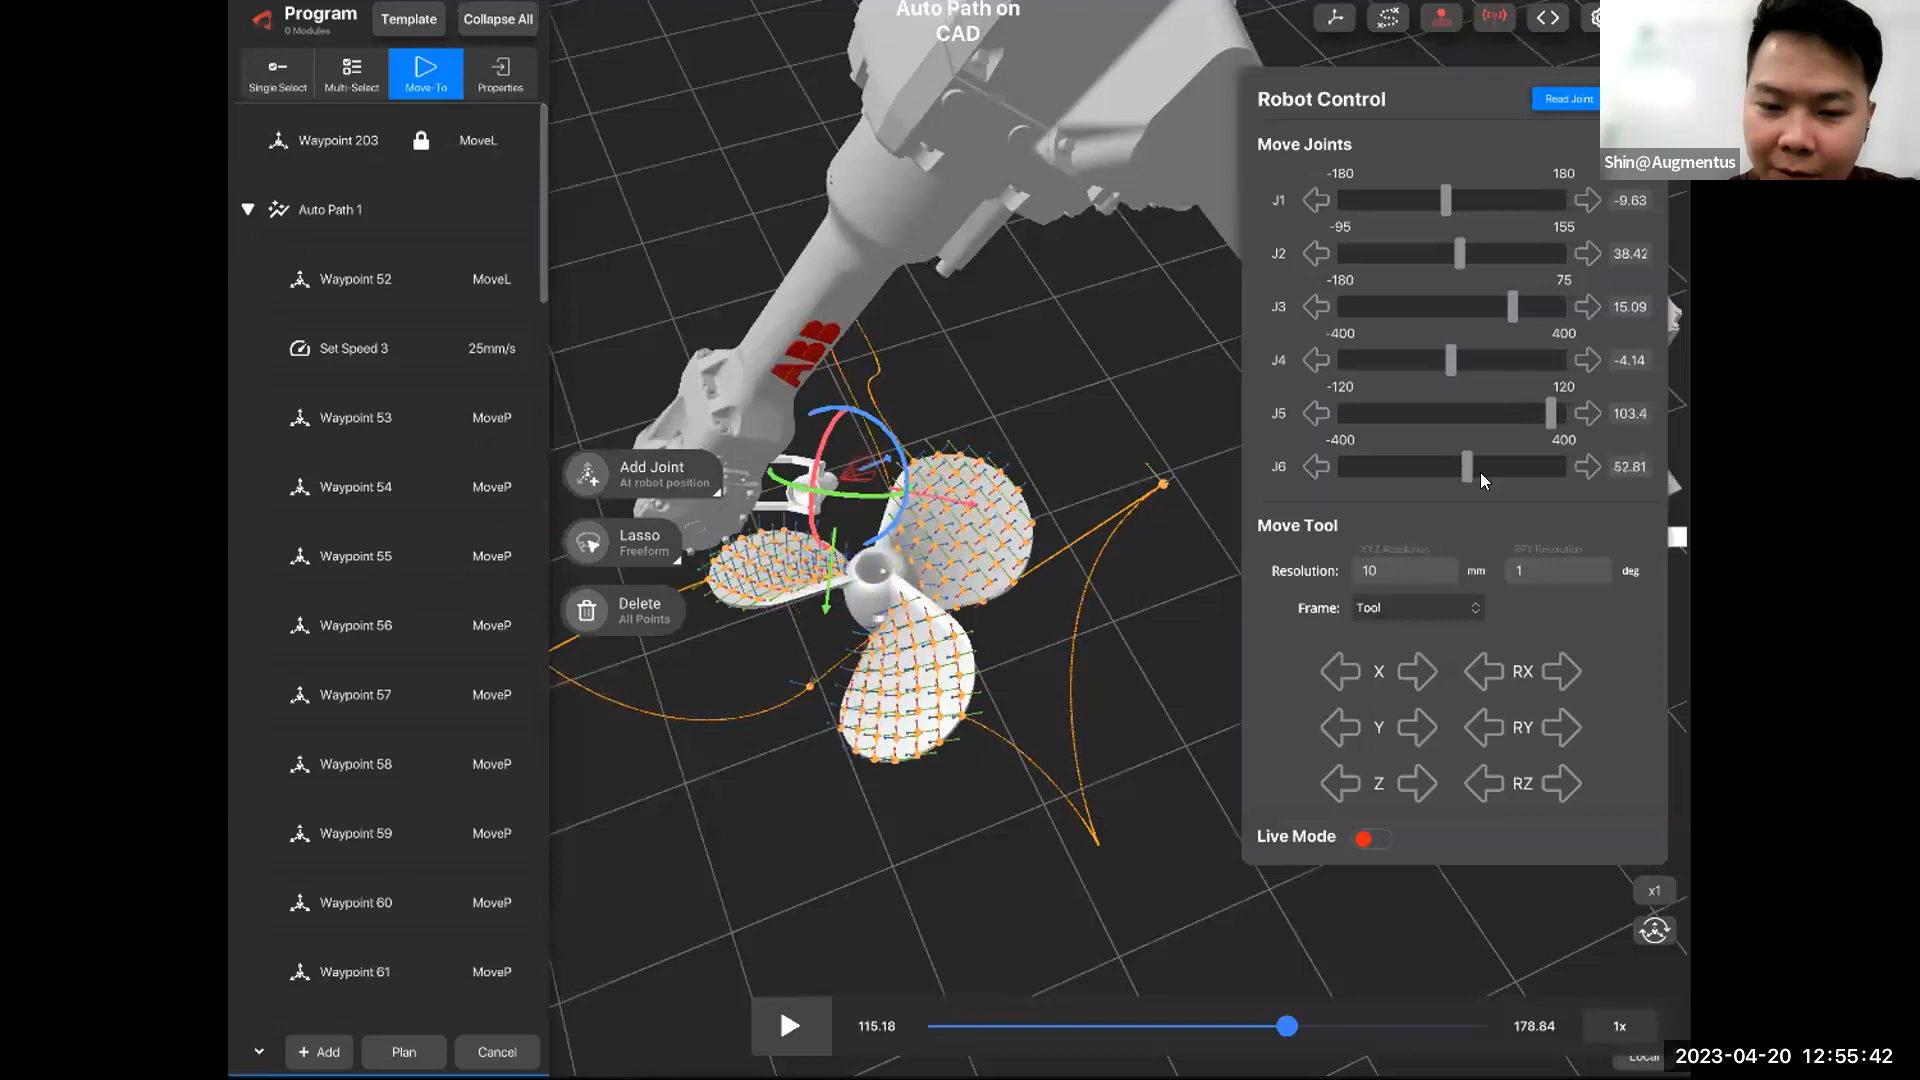 Program
0 Modules
Template
Collapse All
Single Select
Multi-Select
Move-To
Properties
Waypoint 203
MoveL
Auto Path 1
Waypoint 52
MoveL
Set Speed 3
25mm/s
Waypoint 53
MoveP
Waypoint 54
MoveP
Waypoint 55
MoveP
Waypoint 56
MoveP
Waypoint 57
MoveP
Waypoint 58
MoveP
Waypoint 59
MoveP
Waypoint 60
MoveP
Waypoint 61
MoveP
+ Add
Plan
Cancel
Auto Path on
CAD
ABB
Add Joint
At robot position
Lasso
Freeform
Delete
All Points
Robot Control
Read Joint
Move Joints
-180
180
J1
-9.63
-95
155
J2
38.42
-180
75
J3
15.09
-400
400
J4
-4.14
-120
120
J5
103.4
-400
400
J6
52.81
Move Tool
XYZ Resolution
RPY Resolution
Resolution:
10
mm
1
deg
Frame:
Tool
X
RX
Y
RY
Z
RZ
Live Mode
x1
115.18
178.84
1x
Local
Shin@Augmentus
2023-04-20 12:55:42